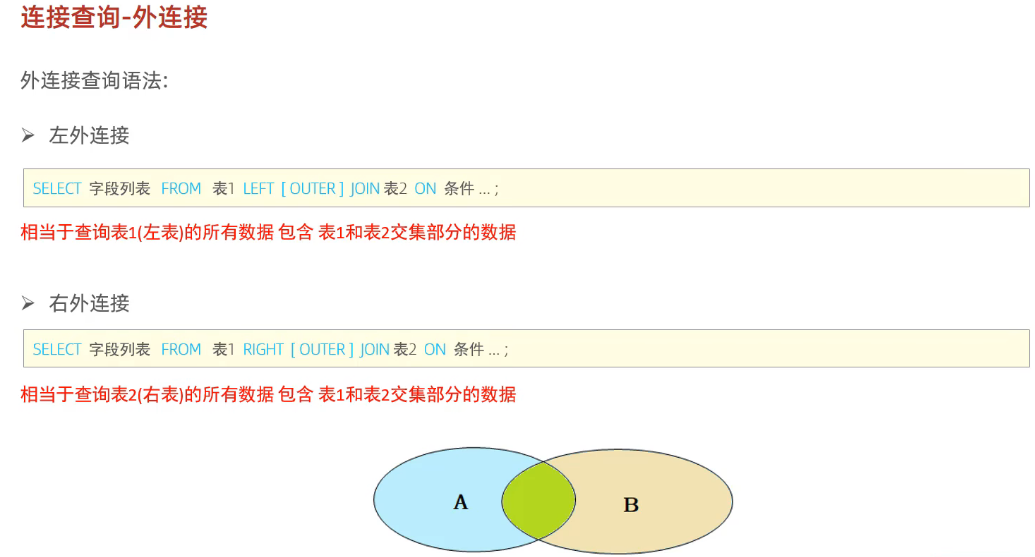 连接查询-外连接
外连接查询语法:
➢ 左外连接
SELECT 字段列表 FROM 表1 LEFT [ OUTER ] JOIN 表2 ON 条件 ... ;
相当于查询表1(左表)的所有数据 包含 表1和表2交集部分的数据
➢ 右外连接
SELECT 字段列表 FROM 表1 RIGHT [ OUTER ] JOIN 表2 ON 条件 ... ;
相当于查询表2(右表)的所有数据 包含 表1和表2交集部分的数据
A B